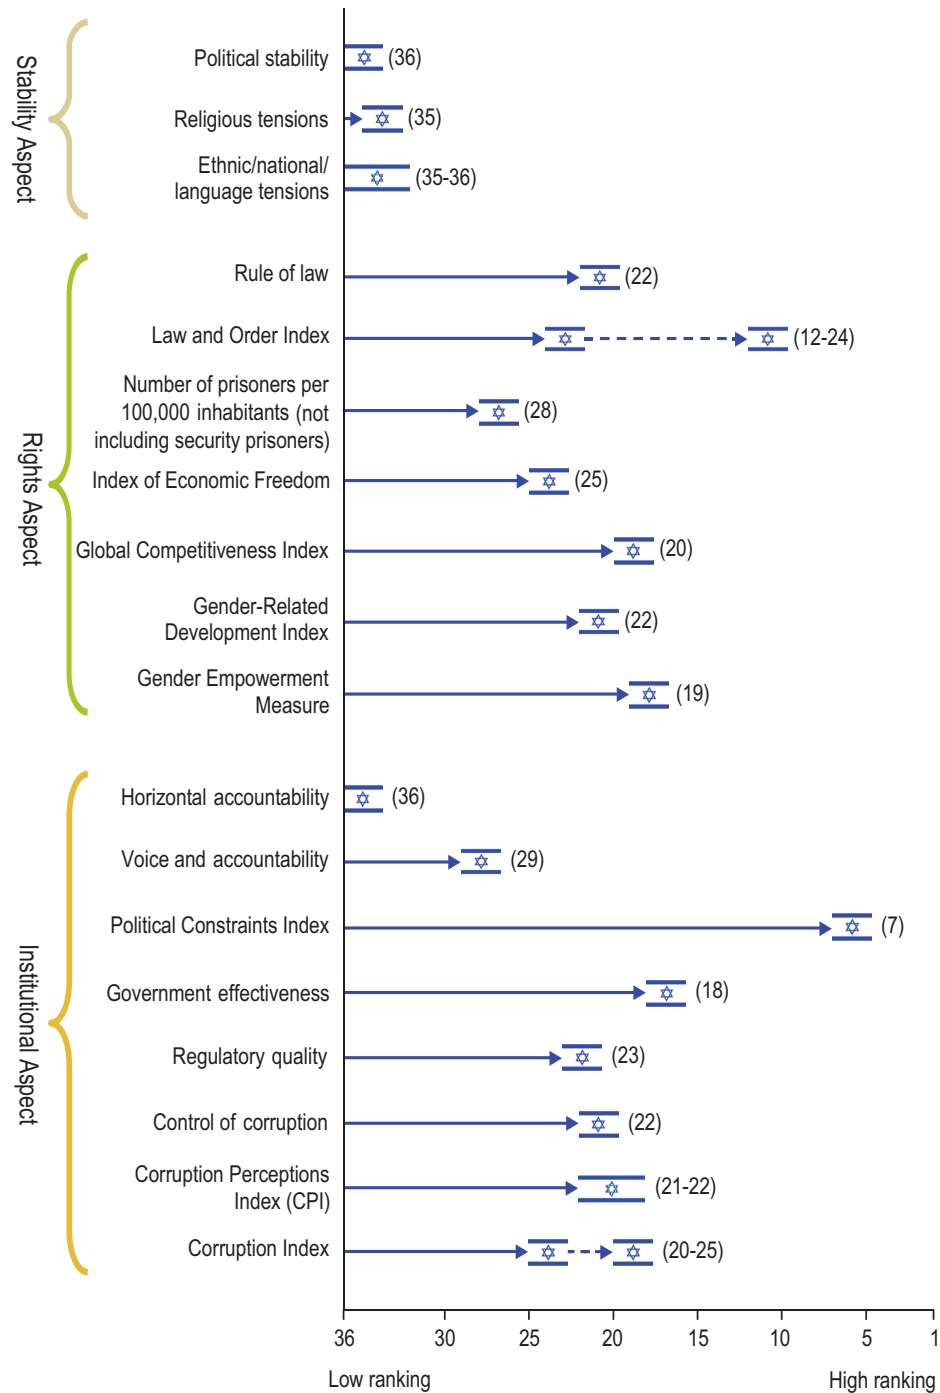 Stability Aspect
Political stability
(36)
Religious tensions
(35)
Ethnic/national/
language tensions
(35-36)
Rights Aspect
Rule of law
(22)
Law and Order Index
(12-24)
Number of prisoners per
100,000 inhabitants (not
including security prisoners)
(28)
Index of Economic Freedom
(25)
Global Competitiveness Index
(20)
Gender-Related
Development Index
(22)
Gender Empowerment
Measure
(19)
Institutional Aspect
Horizontal accountability
(36)
Voice and accountability
(29)
Political Constraints Index
(7)
Government effectiveness
(18)
Regulatory quality
(23)
Control of corruption
(22)
Corruption Perceptions
Index (CPI)
(21-22)
Corruption Index
(20-25)
36 30 25 20 15 10 5 1
Low ranking
High ranking